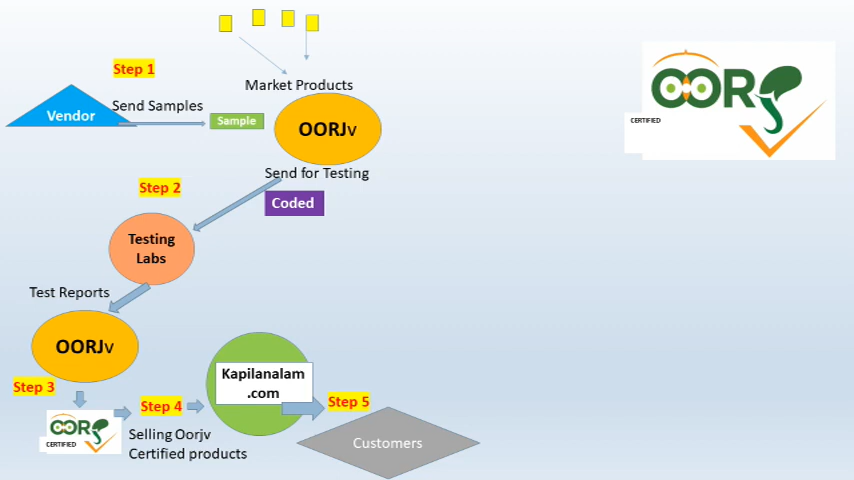 Step 1
Market Products
Vendor
Send Samples
Sample
OORJv
OORJ
CERTIFIED
Send for Testing
Step 2
Coded
Testing
Labs
Test Reports
OORJv
Step 3
OORJ
CERTIFIED
Step 4
Selling Oorjv
Certified products
Kapilanalam
.com
Step 5
Customers